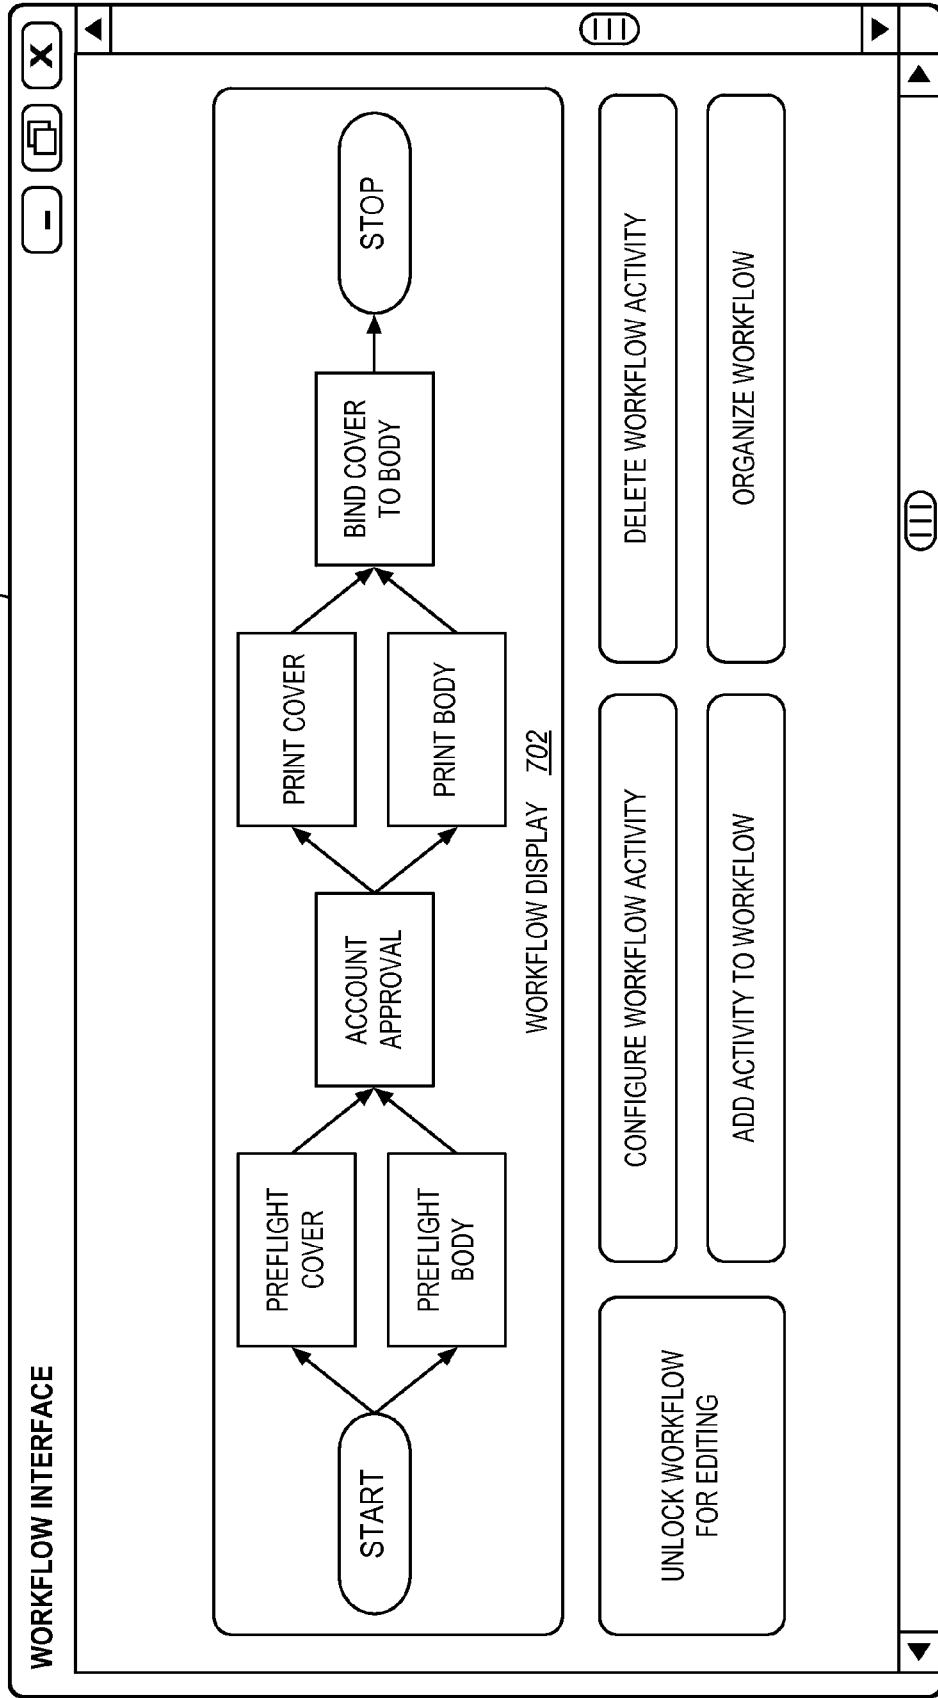 WORKFLOW INTERFACE
-
X
START
PREFLIGHT
COVER
PREFLIGHT
BODY
ACCOUNT
APPROVAL
PRINT COVER
PRINT BODY
BIND COVER
TO BODY
STOP
WORKFLOW DISPLAY 702
UNLOCK WORKFLOW
FOR EDITING
CONFIGURE WORKFLOW ACTIVITY
DELETE WORKFLOW ACTIVITY
ADD ACTIVITY TO WORKFLOW
ORGANIZE WORKFLOW